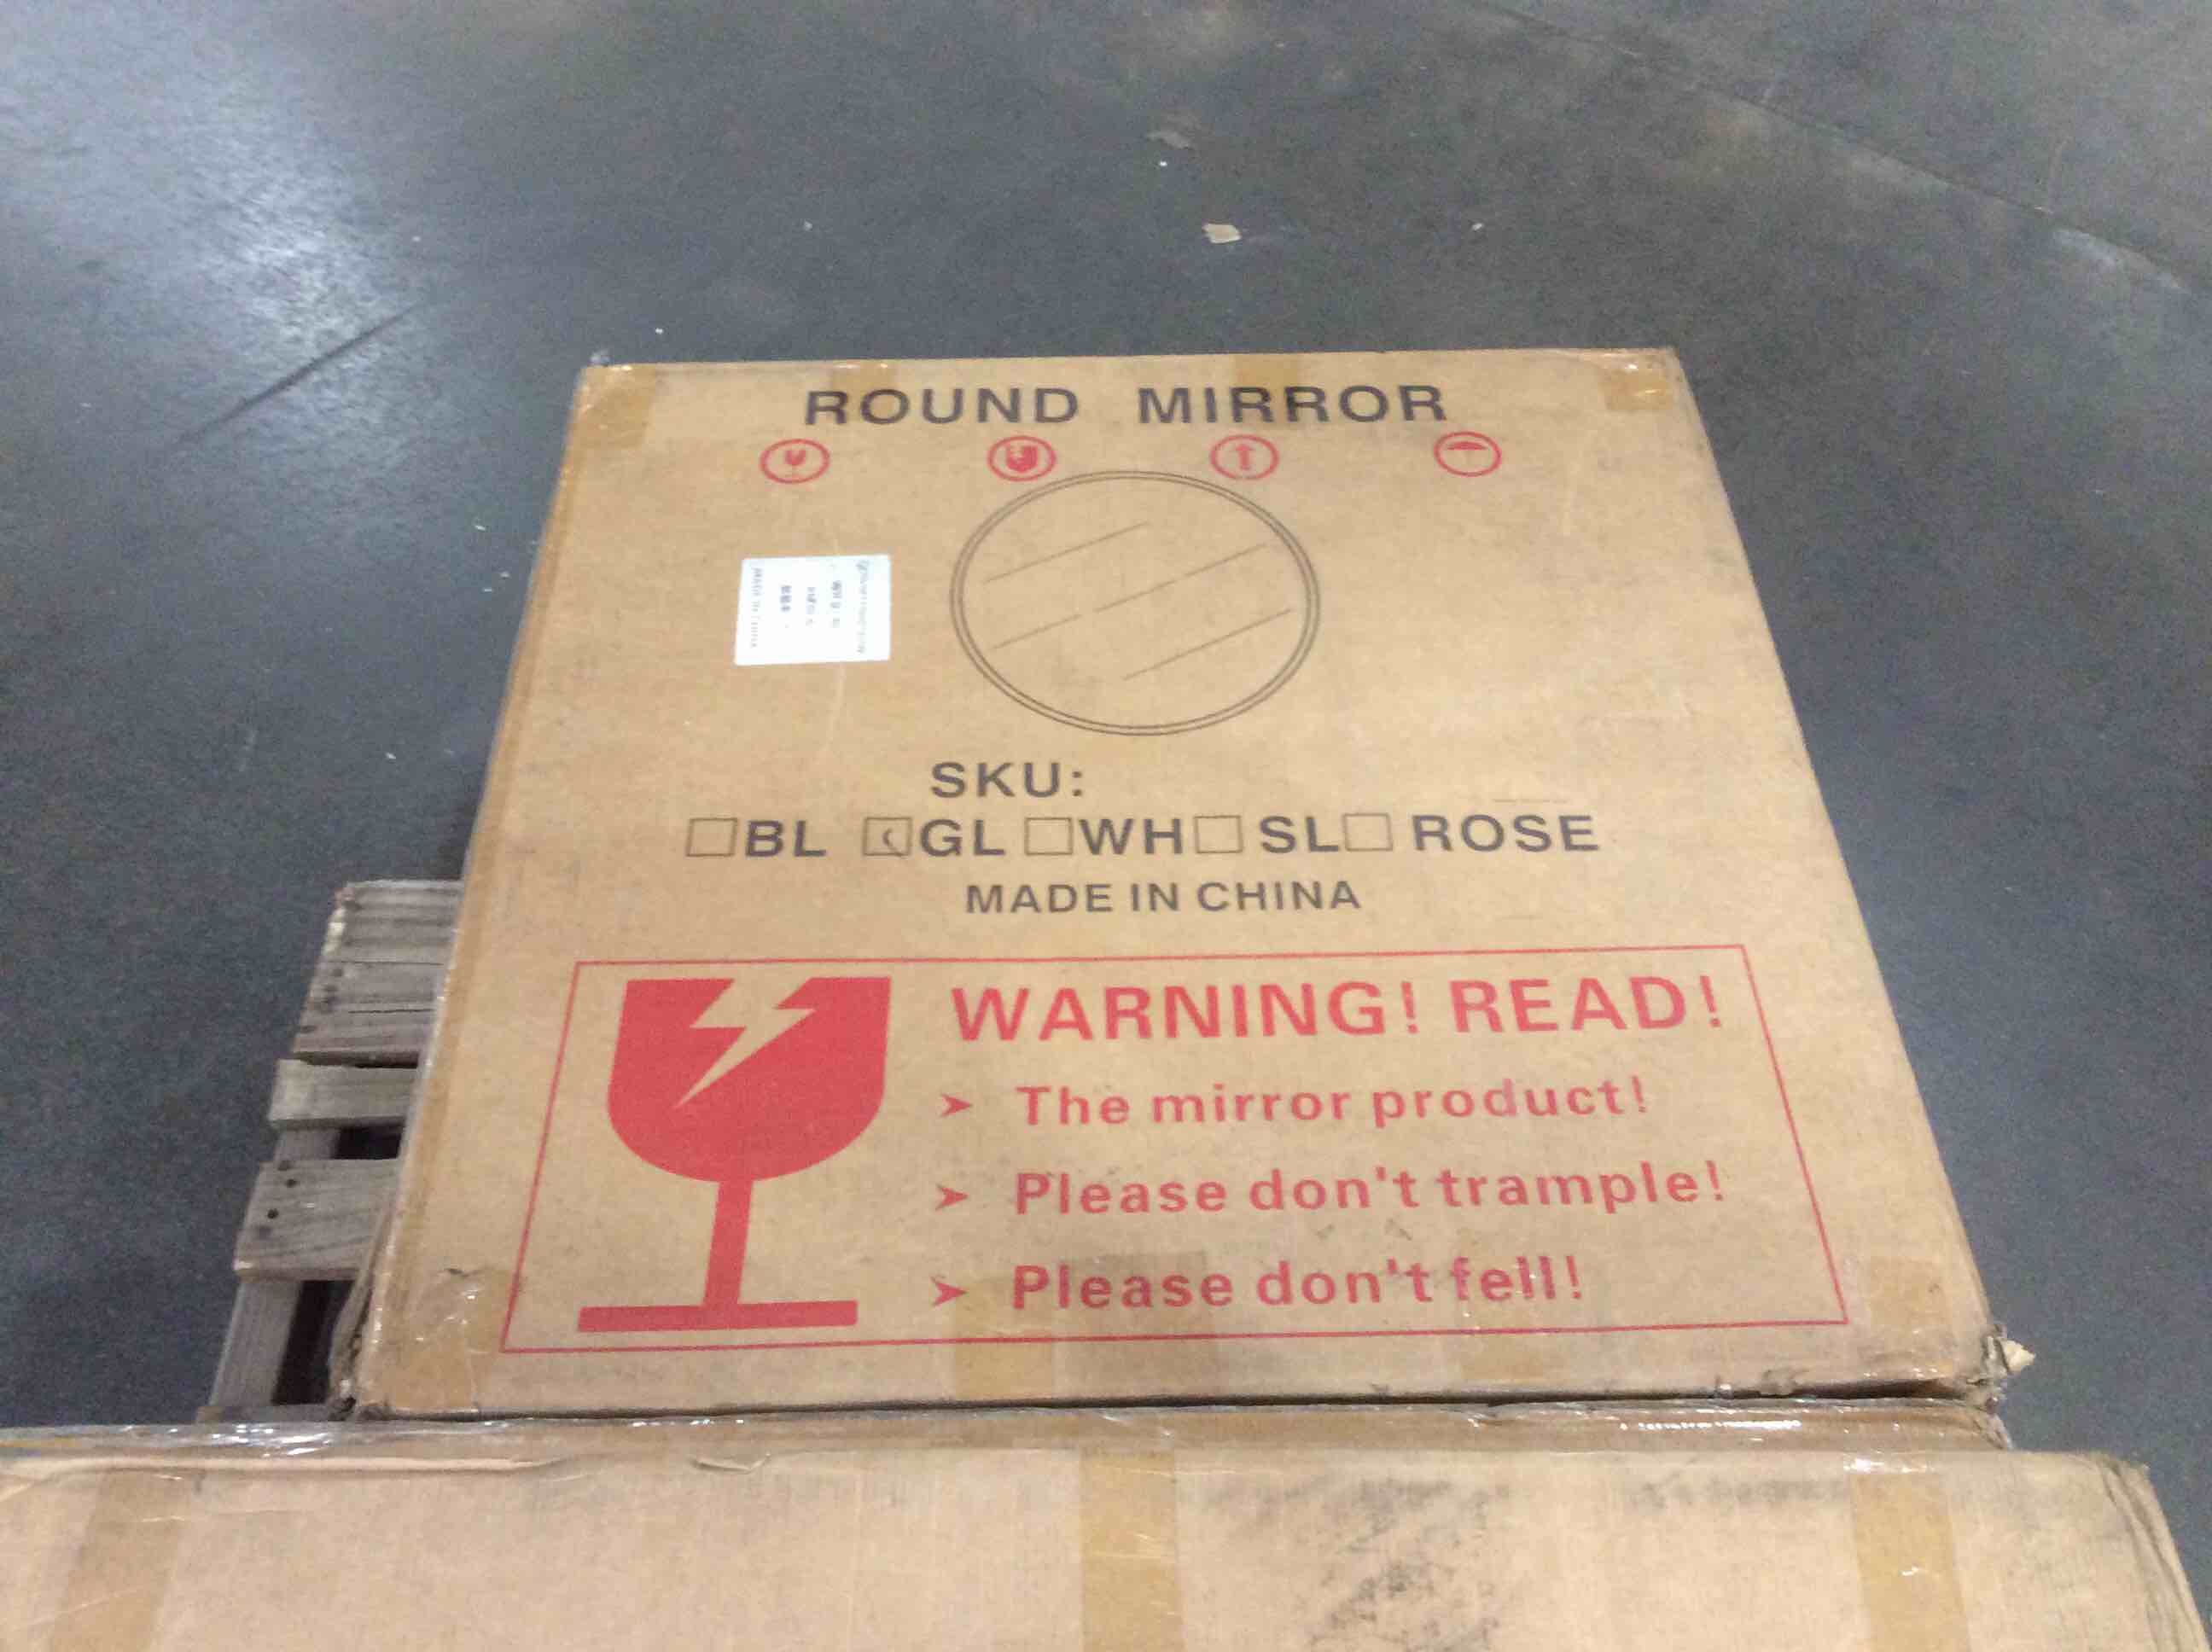 ROUND MIRROR
SKU:
□BL ☑GL □WH□ SL□ ROSE
MADE IN CHINA
WARNING! READ!
➢ The mirror product!
➢ Please don't trample!
➢ Please don't fell!